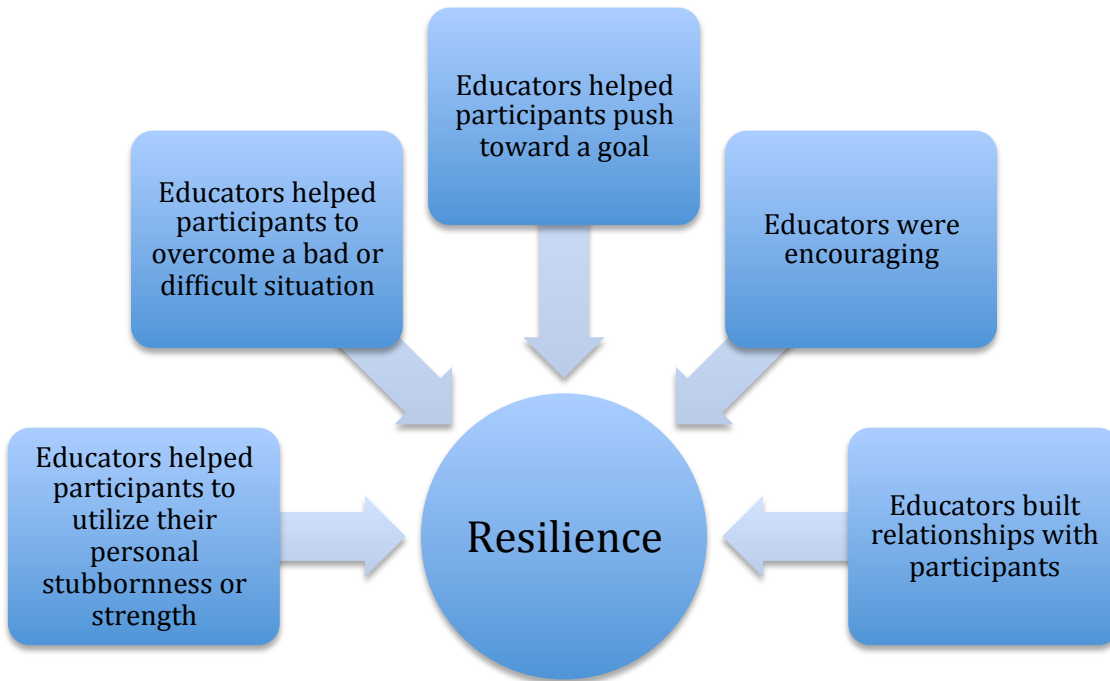 Educators helped
participants push
toward a goal
Educators helped
participants to
overcome a bad or
difficult situation
Educators were
encouraging
Educators helped
participants to
utilize their
personal
stubbornness or
strength
Resilience
Educators built
relationships with
participants